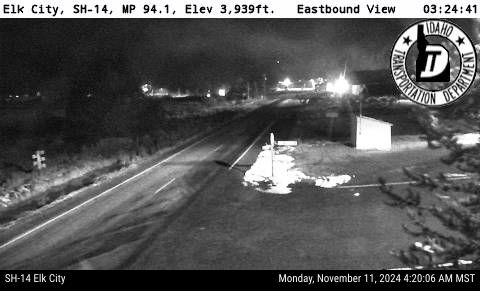 Elk City, SH-14, MP 94.1, Elev 3,939ft. Eastbound View 03:24:41
IDAHO
TRANSPORTATION DEPARTMENT
SH-14 Elk City Monday, November 11, 2024 4:20:06 AM MST